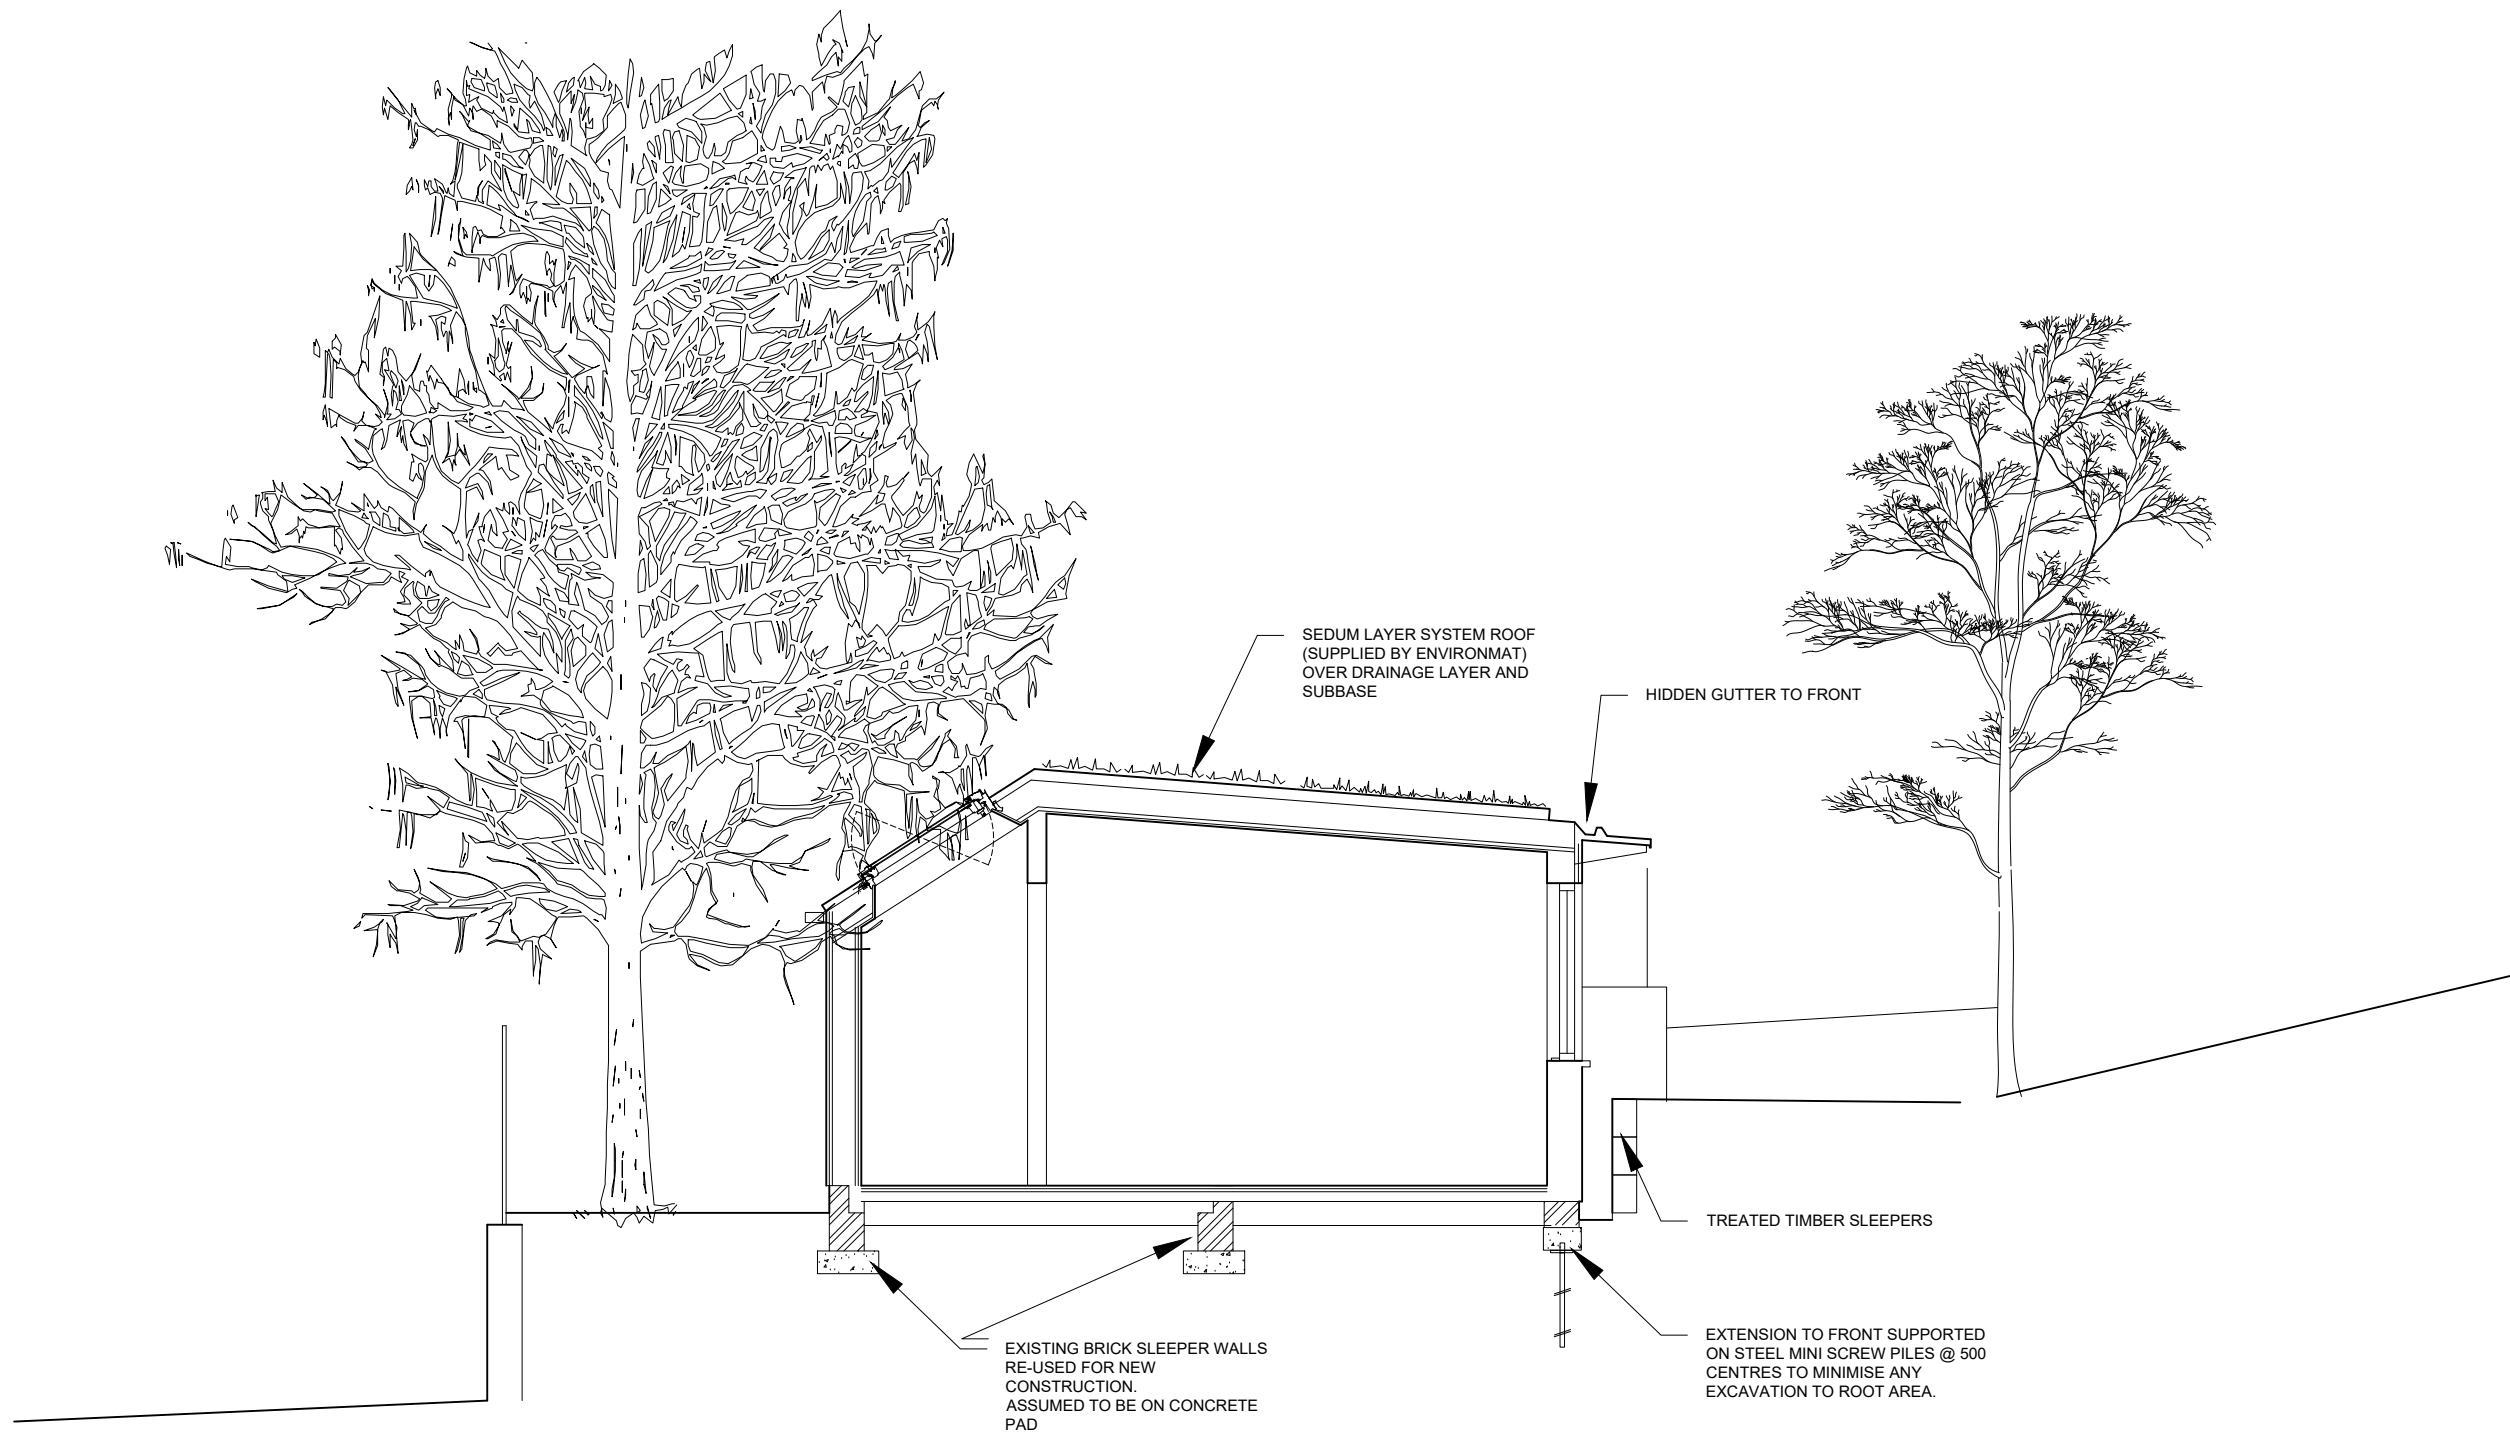 SEDUM LAYER SYSTEM ROOF
(SUPPLIED BY ENVIRONMAT)
OVER DRAINAGE LAYER AND
SUBBASE
HIDDEN GUTTER TO FRONT
TREATED TIMBER SLEEPERS
EXISTING BRICK SLEEPER WALLS
RE-USED FOR NEW
CONSTRUCTION.
ASSUMED TO BE ON CONCRETE
PAD
EXTENSION TO FRONT SUPPORTED
ON STEEL MINI SCREW PILES @ 500
CENTRES TO MINIMISE ANY
EXCAVATION TO ROOT AREA.